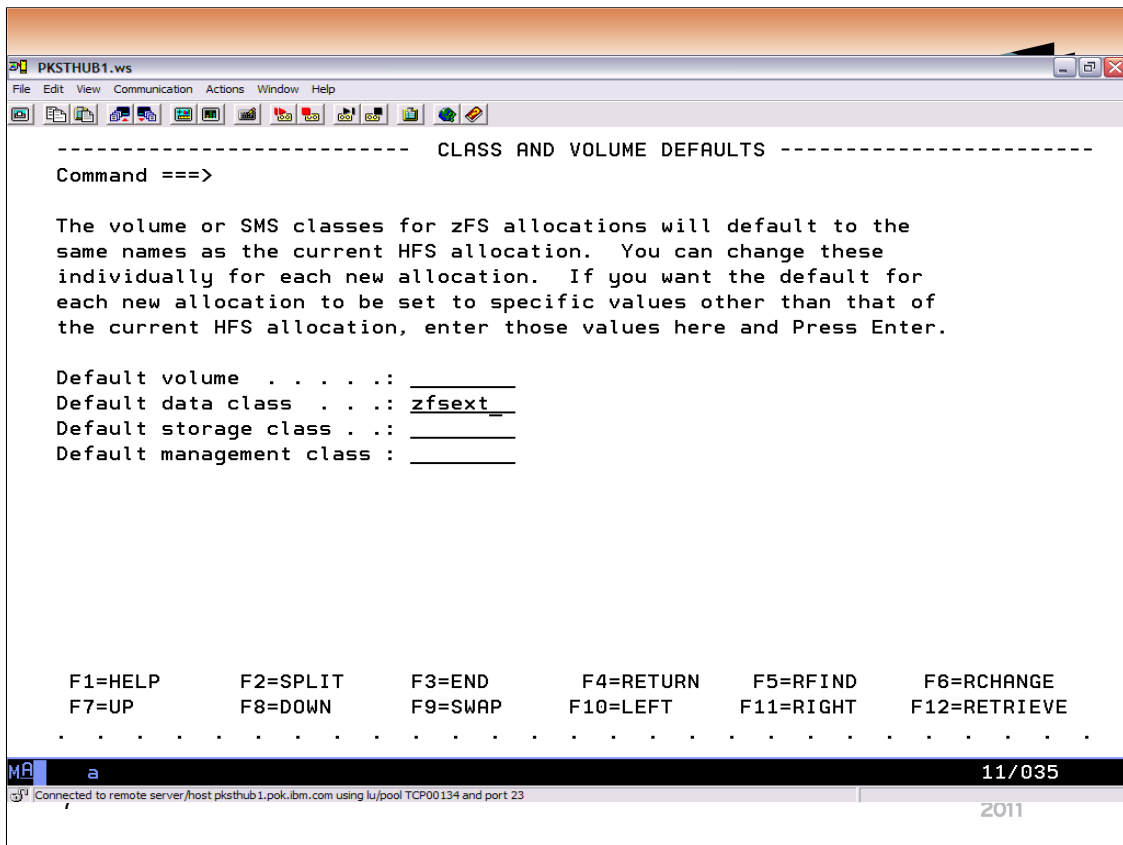 PKSTHUB1.ws
File Edit View Communication Actions Window Help
--------------------------- CLASS AND VOLUME DEFAULTS ------------------------
Command ===>
The volume or SMS classes for zFS allocations will default to the
same names as the current HFS allocation. You can change these
individually for each new allocation. If you want the default for
each new allocation to be set to specific values other than that of
the current HFS allocation, enter those values here and Press Enter.
Default volume . . . . .: ________
Default data class . . .: zfsext_
Default storage class . .: ________
Default management class : ________
F1=HELP F2=SPLIT F3=END F4=RETURN F5=RFIND F6=RCHANGE
F7=UP F8=DOWN F9=SWAP F10=LEFT F11=RIGHT F12=RETRIEVE
. . . . . . . . . . . . . . . . . . . . . . . . . . .
MA a 11/035
Connected to remote server/host pksthub1.pok.ibm.com using lu/pool TCP00134 and port 23
2011